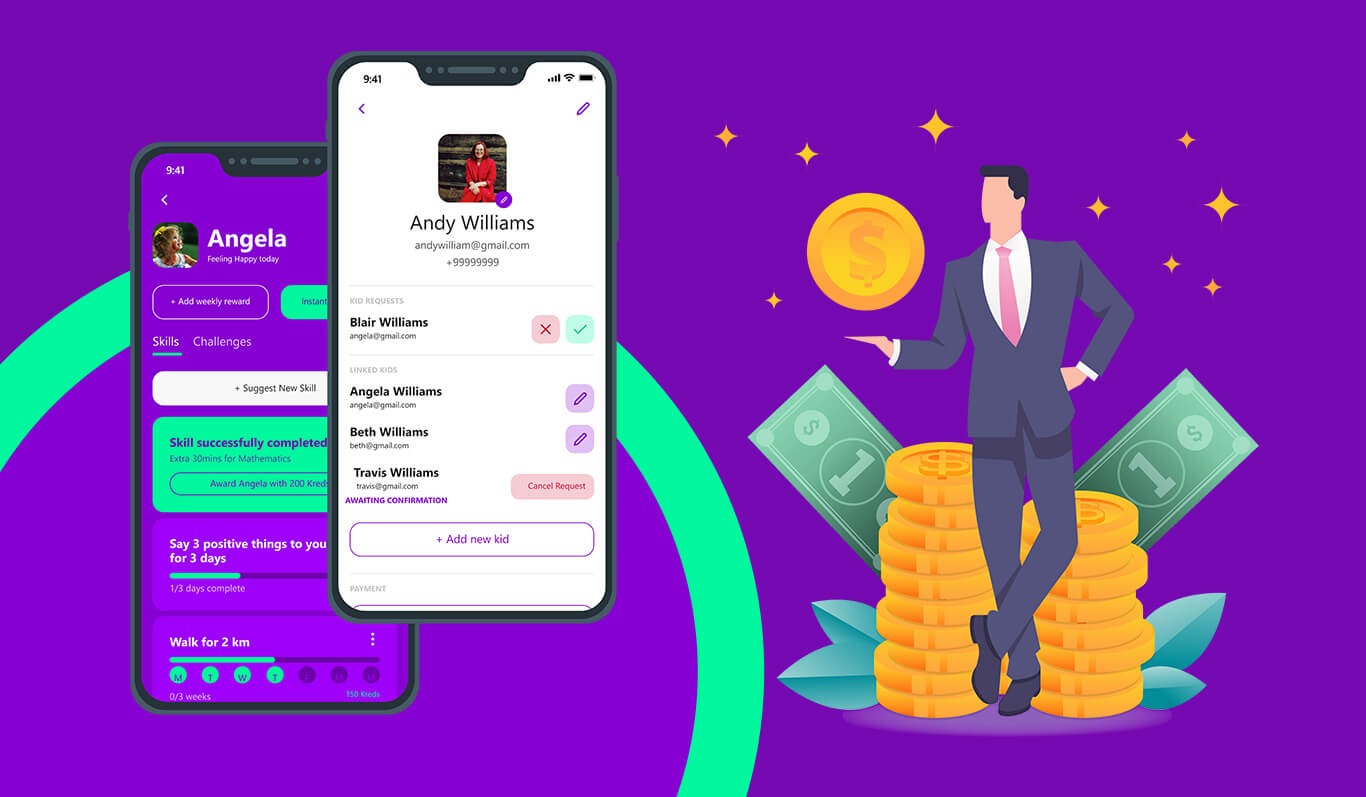 9:41
Angela
Feeling Happy today
+ Add weekly reward
Instant
Skills
Challenges
+ Suggest New Skill
Skill successfully completed
Extra 30mins for Mathematics
Award Angela with 200 Kreds
Say 3 positive things to you
for 3 days
1/3 days complete
Walk for 2 km
M T W T
0/3 weeks
150 Kreds
9:41
Andy Williams
andywilliam@gmail.com
+99999999
KID REQUESTS
Blair Williams
angela@gmail.com
LINKED KIDS
Angela Williams
angela@gmail.com
Beth Williams
beth@gmail.com
Travis Williams
travis@gmail.com
Cancel Request
AWAITING CONFIRMATION
+ Add new kid
PAYMENT
$
$
1
$
1
$
$